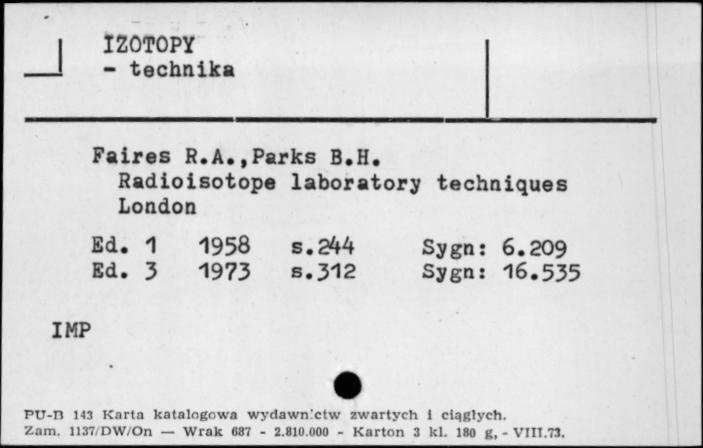 IZOTOPY
- technika
Faires R.A.,Parks B.H.
Radioisotope laboratory techniques
London
Ed. 1 1958 s.244 Sygn: 6.209
Ed. 3 1973 s.312 Sygn: 16.535
IMP
PU-B 143 Karta katalogowa wydawnictw zwartych i ciągłych.
Zam. 1137/DW/On — Wrak 687 - 2.810.000 - Karton 3 kl. 180 g, - VIII.73.